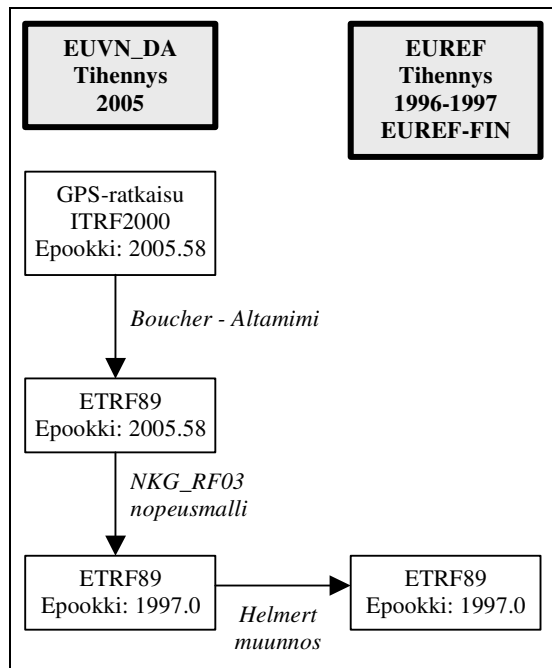 EUVN_DA
Tihennys
2005
EUREF
Tihennys
1996-1997
EUREF-FIN
GPS-ratkaisu
ITRF2000
Epookki: 2005.58
Boucher - Altamimi
ETRF89
Epookki: 2005.58
NKG_RF03
nopeusmalli
ETRF89
Epookki: 1997.0
Helmert
muunnos
ETRF89
Epookki: 1997.0